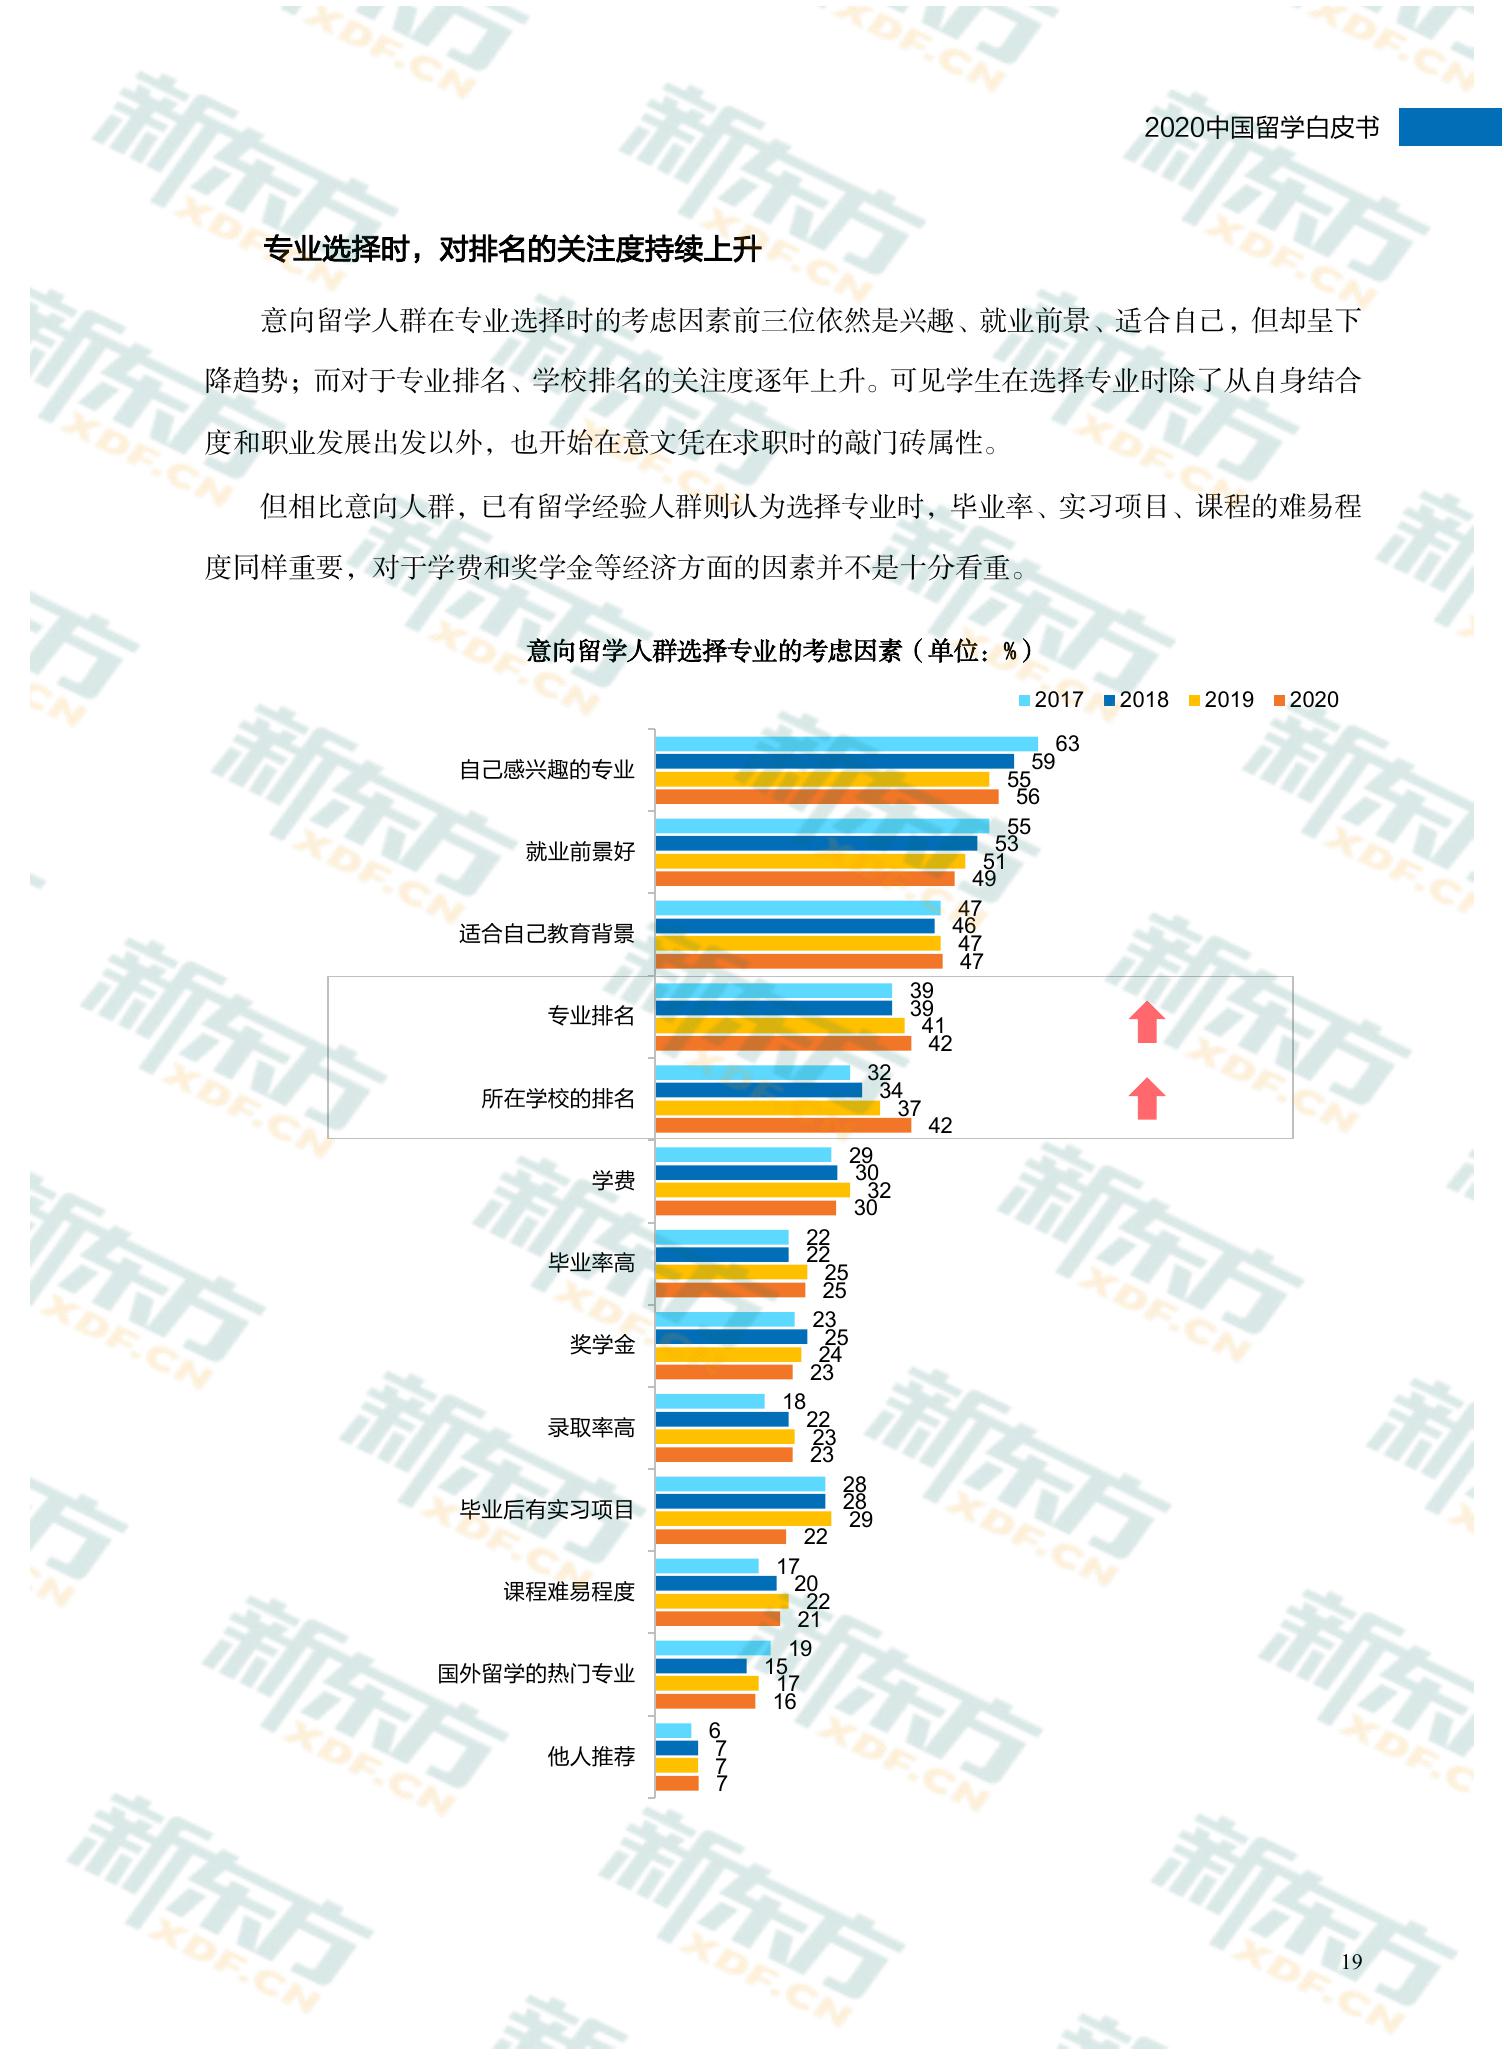 2020中国留学白皮书
专业选择时，对排名的关注度持续上升
意向留学人群在专业选择时的考虑因素前三位依然是兴趣、就业前景、适合自己，但却呈下
降趋势；而对于专业排名、学校排名的关注度逐年上升。可见学生在选择专业时除了从自身结合
度和职业发展出发以外，也开始在意文凭在求职时的敲门砖属性。
但相比意向人群，已有留学经验人群则认为选择专业时，毕业率、实习项目、课程的难易程
度同样重要，对于学费和奖学金等经济方面的因素并不是十分看重。
意向留学人群选择专业的考虑因素（单位：%）
2017 2018 2019 2020
自己感兴趣的专业
63
59
55
56
就业前景好
55
53
51
49
适合自己教育背景
47
46
47
47
专业排名
39
39
41
42
所在学校的排名
32
34
37
42
学费
29
30
32
30
毕业率高
22
22
25
25
奖学金
23
25
24
23
录取率高
18
22
23
23
毕业后有实习项目
28
28
29
22
课程难易程度
17
20
22
21
国外留学的热门专业
19
15
17
16
他人推荐
6
7
7
7
19
新东方
XDF.CN